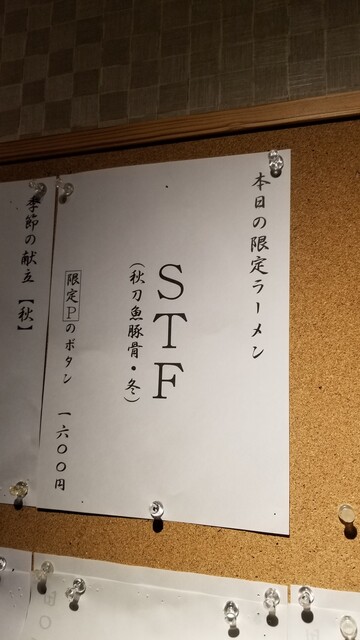 本日の限定ラーメン
STF
（秋刀魚豚骨・冬）
限定Pのボタン 一六〇〇円
季節の献立【秋】